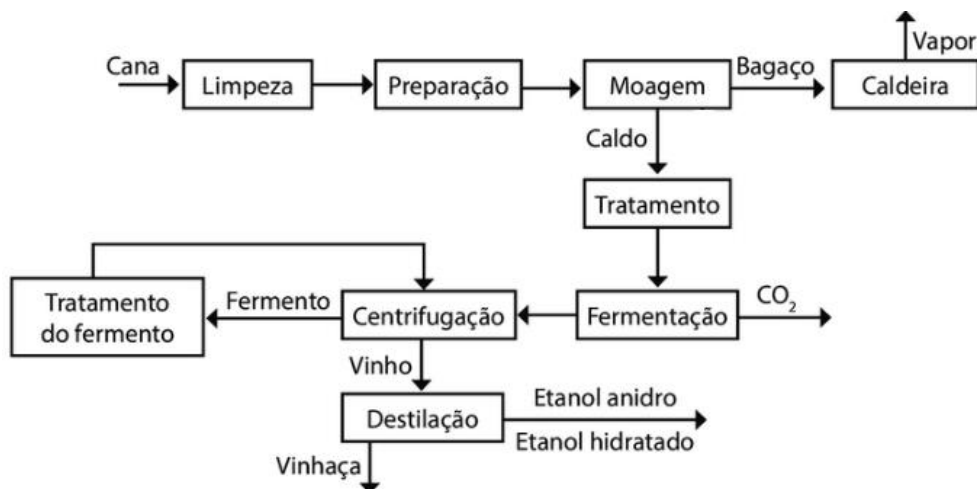 Cana
Limpeza
Preparação
Moagem
Bagaço
Caldeira
Vapor
Caldo
Tratamento
Fermentação
CO₂
Centrifugação
Fermento
Tratamento
do fermento
Vinho
Destilação
Etanol anidro
Etanol hidratado
Vinhaça